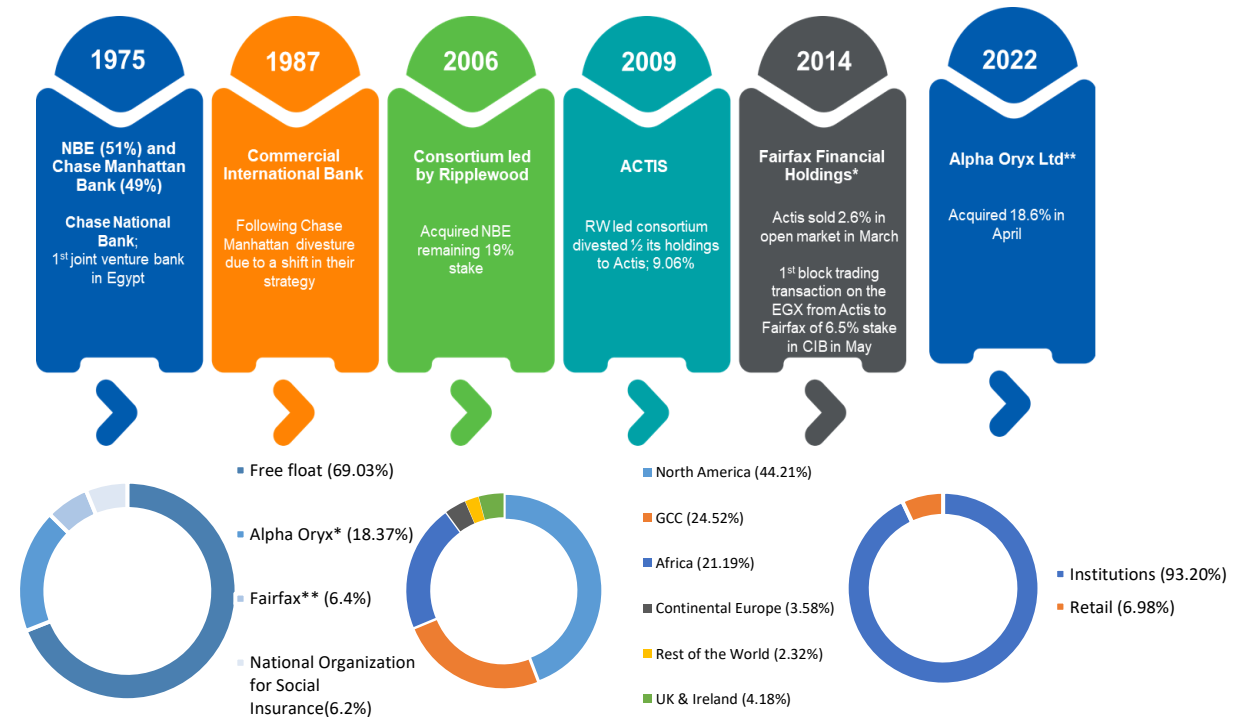 1975
NBE (51%) and
Chase Manhattan
Bank (49%)
Chase National
Bank;
1st joint venture bank
in Egypt
1987
Commercial
International Bank
Following Chase
Manhattan divesture
due to a shift in their
strategy
2006
Consortium led
by Ripplewood
Acquired NBE
remaining 19%
stake
2009
ACTIS
RW led consortium
divested ½ its holdings
to Actis; 9.06%
2014
Fairfax Financial
Holdings*
Actis sold 2.6% in
open market in March
1st block trading
transaction on the
EGX from Actis to
Fairfax of 6.5% stake
in CIB in May
2022
Alpha Oryx Ltd**
Acquired 18.6% in
April
Free float (69.03%)
Alpha Oryx* (18.37%)
Fairfax** (6.4%)
National Organization
for Social
Insurance(6.2%)
North America (44.21%)
GCC (24.52%)
Africa (21.19%)
Continental Europe (3.58%)
Rest of the World (2.32%)
UK & Ireland (4.18%)
Institutions (93.20%)
Retail (6.98%)